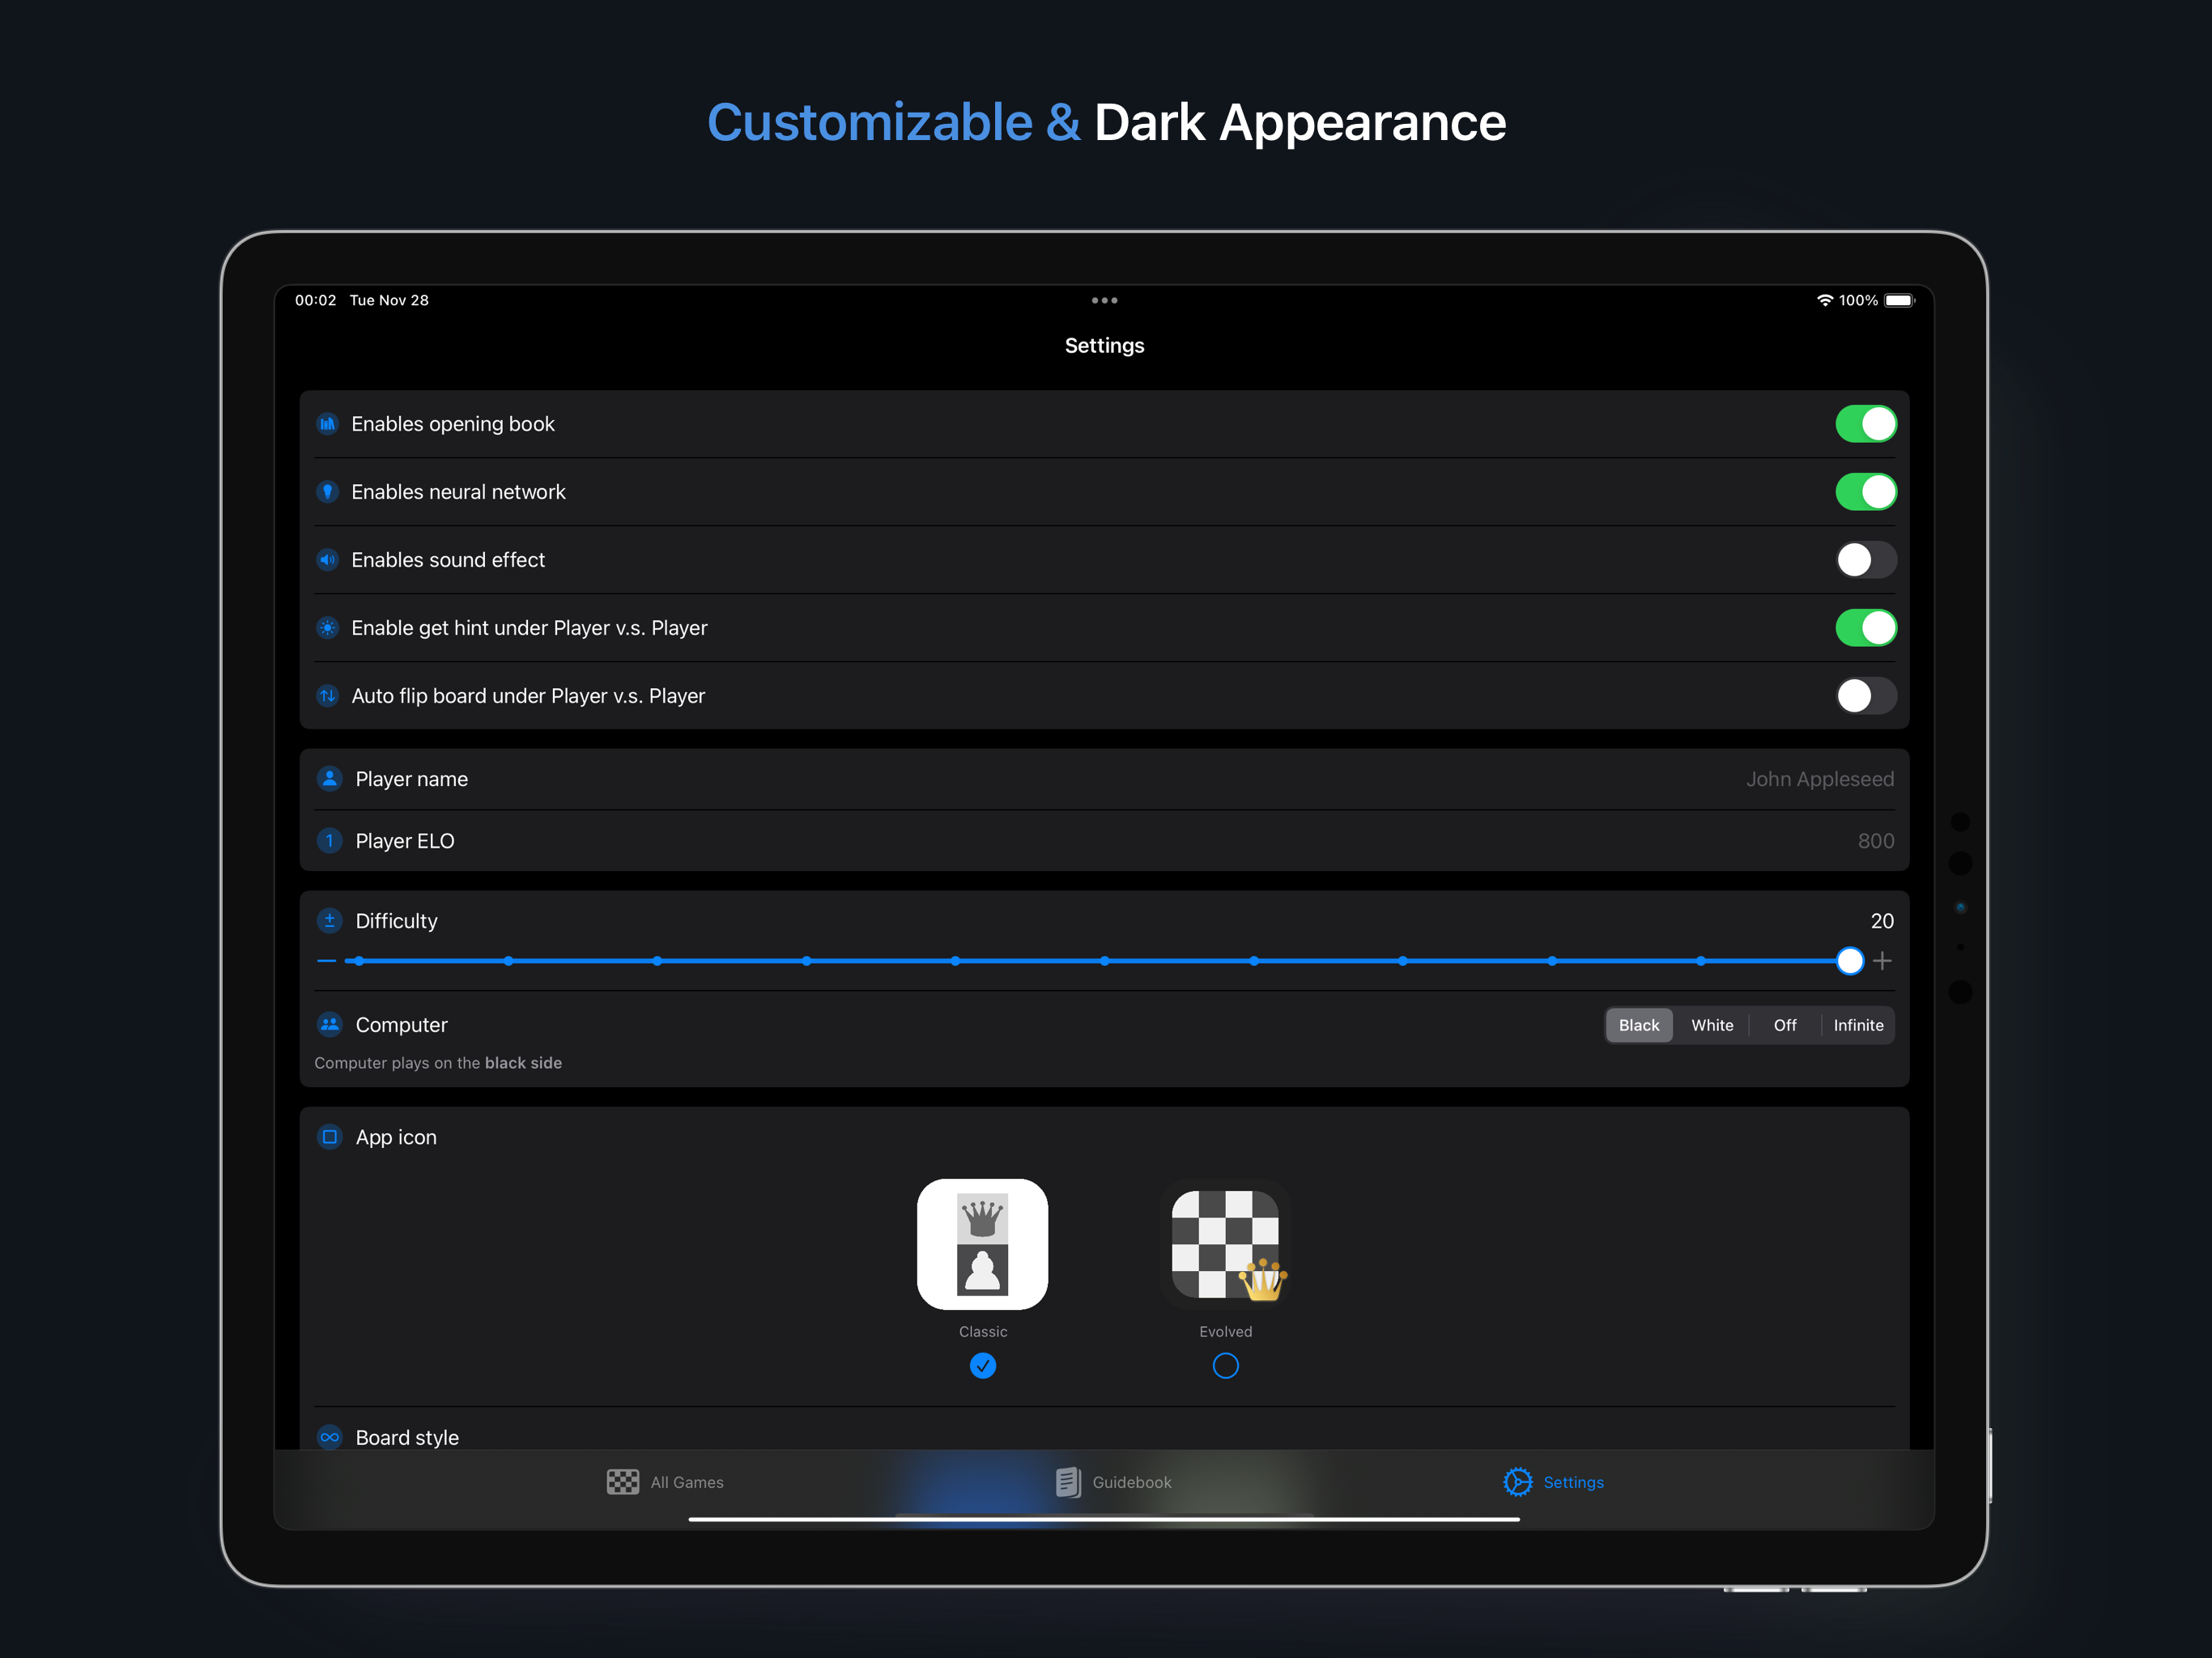 Customizable & Dark Appearance
00:02 Tue Nov 28
100%
Settings
Enables opening book
Enables neural network
Enables sound effect
Enable get hint under Player v.s. Player
Auto flip board under Player v.s. Player
Player name John Appleseed
1 Player ELO 800
Difficulty 20
Computer Black White Off Infinite
Computer plays on the black side
App icon
Classic Evolved
Board style
All Games Guidebook Settings